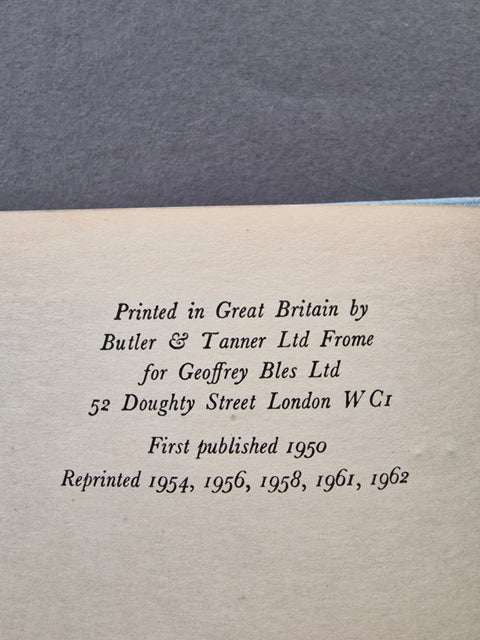 Printed in Great Britain by
Butler & Tanner Ltd Frome
for Geoffrey Bles Ltd
52 Doughty Street London WC1
First published 1950
Reprinted 1954, 1956, 1958, 1961, 1962